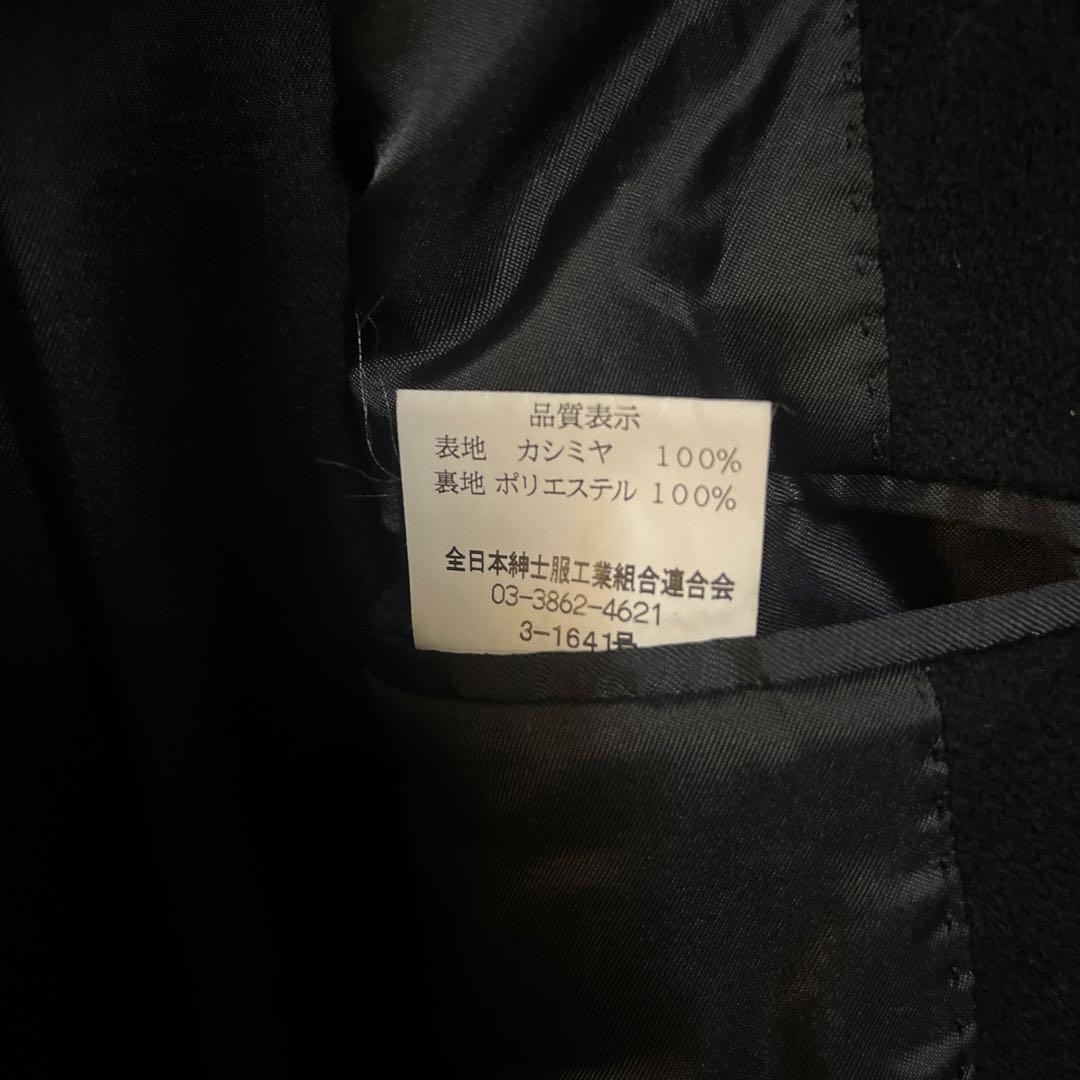 品質表示
表地 カシミヤ 100%
裏地 ポリエステル 100%
全日本紳士服工業組合連合会
03-3862-4621
3-1641号